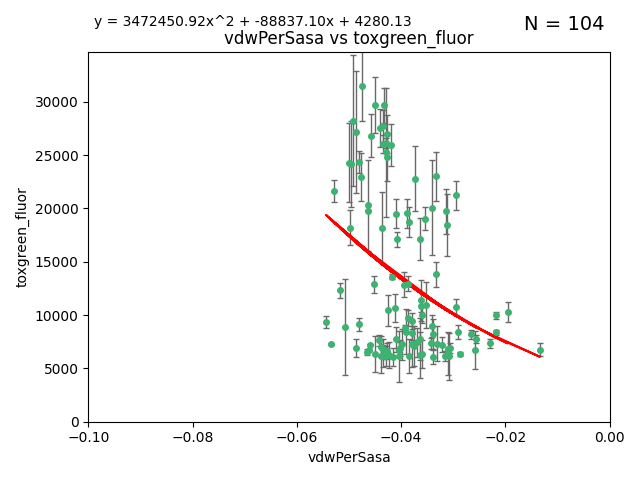 y = 3472450.92x^2 + -88837.10x + 4280.13
N = 104
vdwPerSasa vs toxgreen_fluor
toxgreen_fluor
30000
25000
20000
15000
10000
5000
0
−0.10
−0.08
−0.06
−0.04
−0.02
0.00
vdwPerSasa